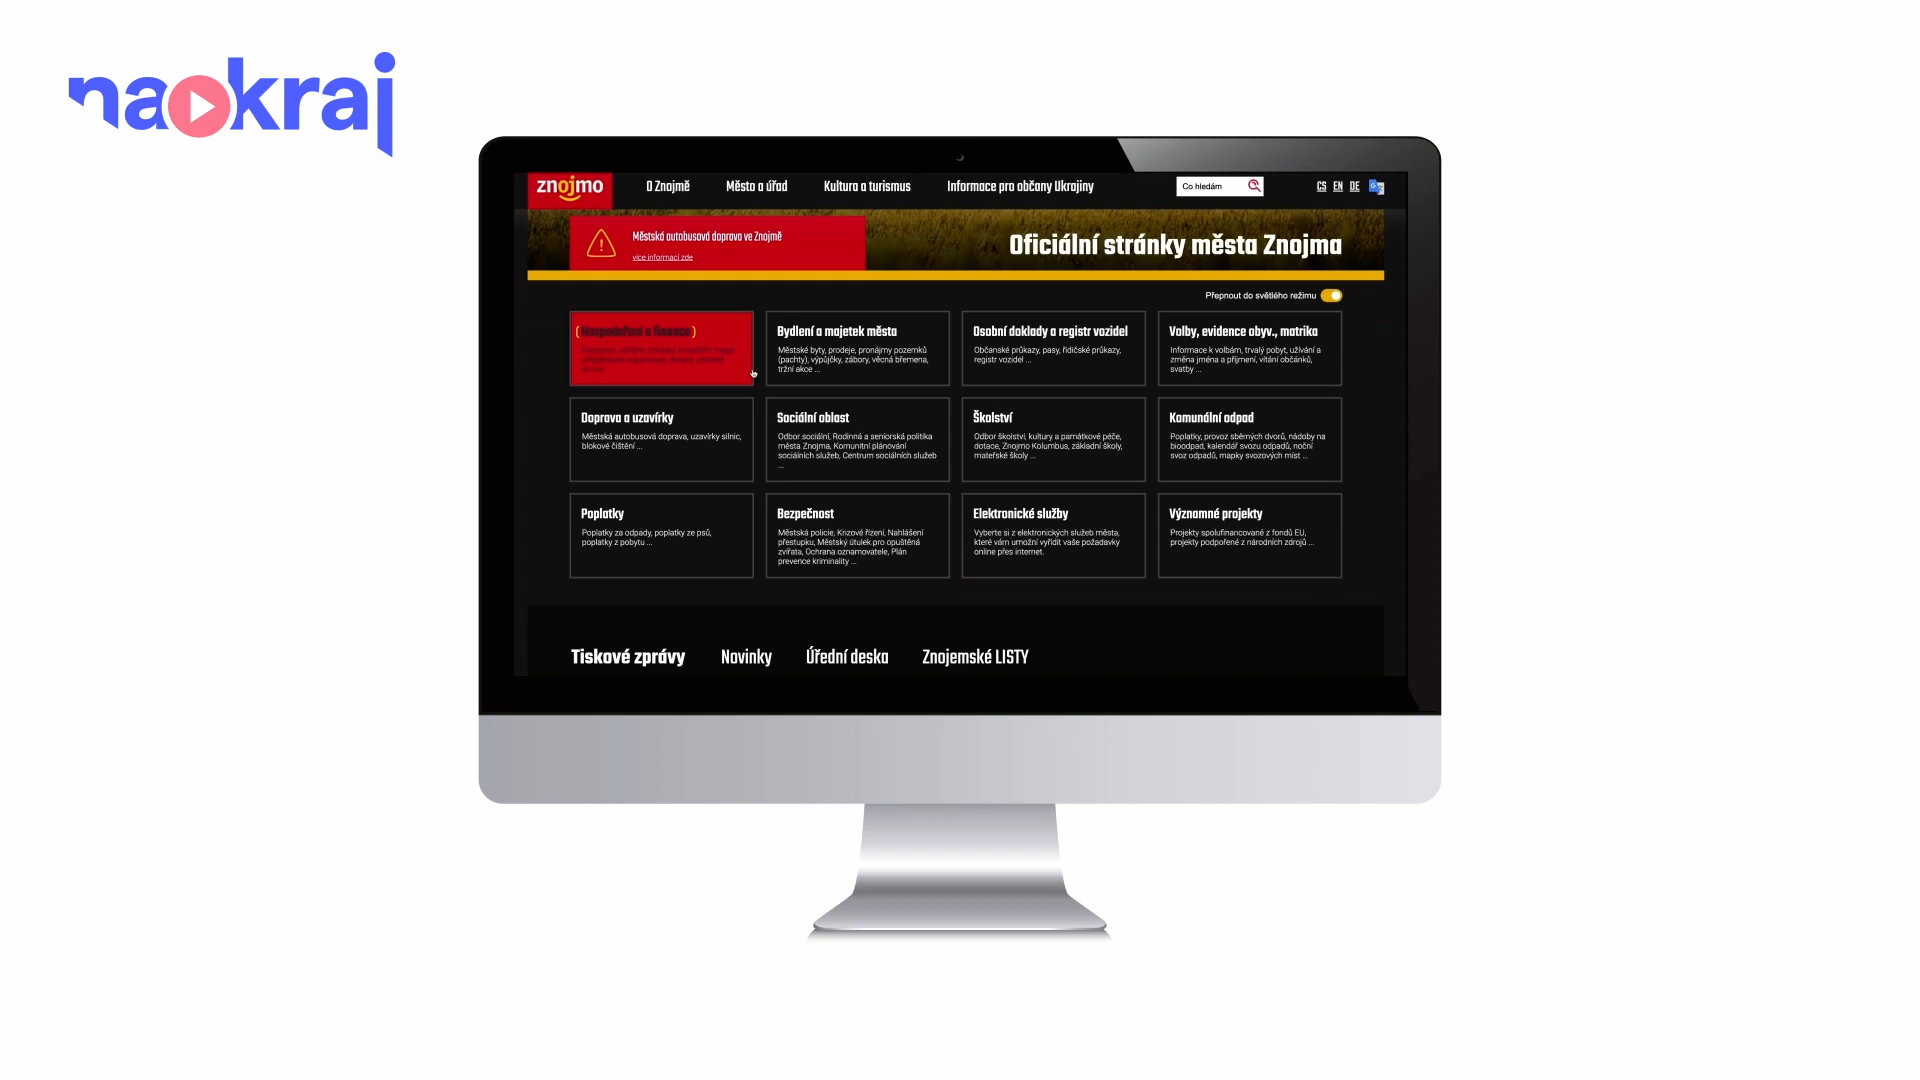 naokraj
znojmo
O Znojmě
Město a úřad
Kultura a turismus
Informace pro občany Ukrajiny
Co hledám
CS EN DE
Městská autobusová doprava ve Znojmě
více informací zde
Oficiální stránky města Znojma
Přepnout do světlého režimu
Hospodaření a finance
Bydlení a majetek města
Městské byty, prodeje, pronájmy pozemků
(pachty), výpůjčky, zábory, věcná břemena,
tržní akce ...
Osobní doklady a registr vozidel
Občanské průkazy, pasy, řidičské průkazy,
registr vozidel ...
Volby, evidence obyv., matrika
Informace k volbám, trvalý pobyt, užívání a
změna jména a příjmení, vítání občánků,
svatby ...
Doprava a uzavírky
Městská autobusová doprava, uzavírky silnic,
blokové čištění ...
Sociální oblast
Odbor sociální, Rodinná a seniorská politika
města Znojma, Komunitní plánování
sociálních služeb, Centrum sociálních služeb
...
Školství
Odbor školství, kultury a památkové péče,
dotace, Znojmo Kolumbus, základní školy,
mateřské školy ...
Komunální odpad
Poplatky, provoz sběrných dvorů, nádoby na
bioodpad, kalendář svozu odpadů, noční
svoz odpadů, mapky svozových míst ...
Poplatky
Poplatky za odpady, poplatky ze psů,
poplatky z pobytu ...
Bezpečnost
Městská policie, Krizové řízení, Nahlášení
přestupku, Městský útulek pro opuštěná
zvířata, Ochrana oznamovatele, Plán
prevence kriminality ...
Elektronické služby
Vyberte si z elektronických služeb města,
které vám umožní vyřídit vaše požadavky
online přes internet.
Významné projekty
Projekty spolufinancované z fondů EU,
projekty podpořené z národních zdrojů ...
Tiskové zprávy
Novinky
Úřední deska
Znojemské LISTY